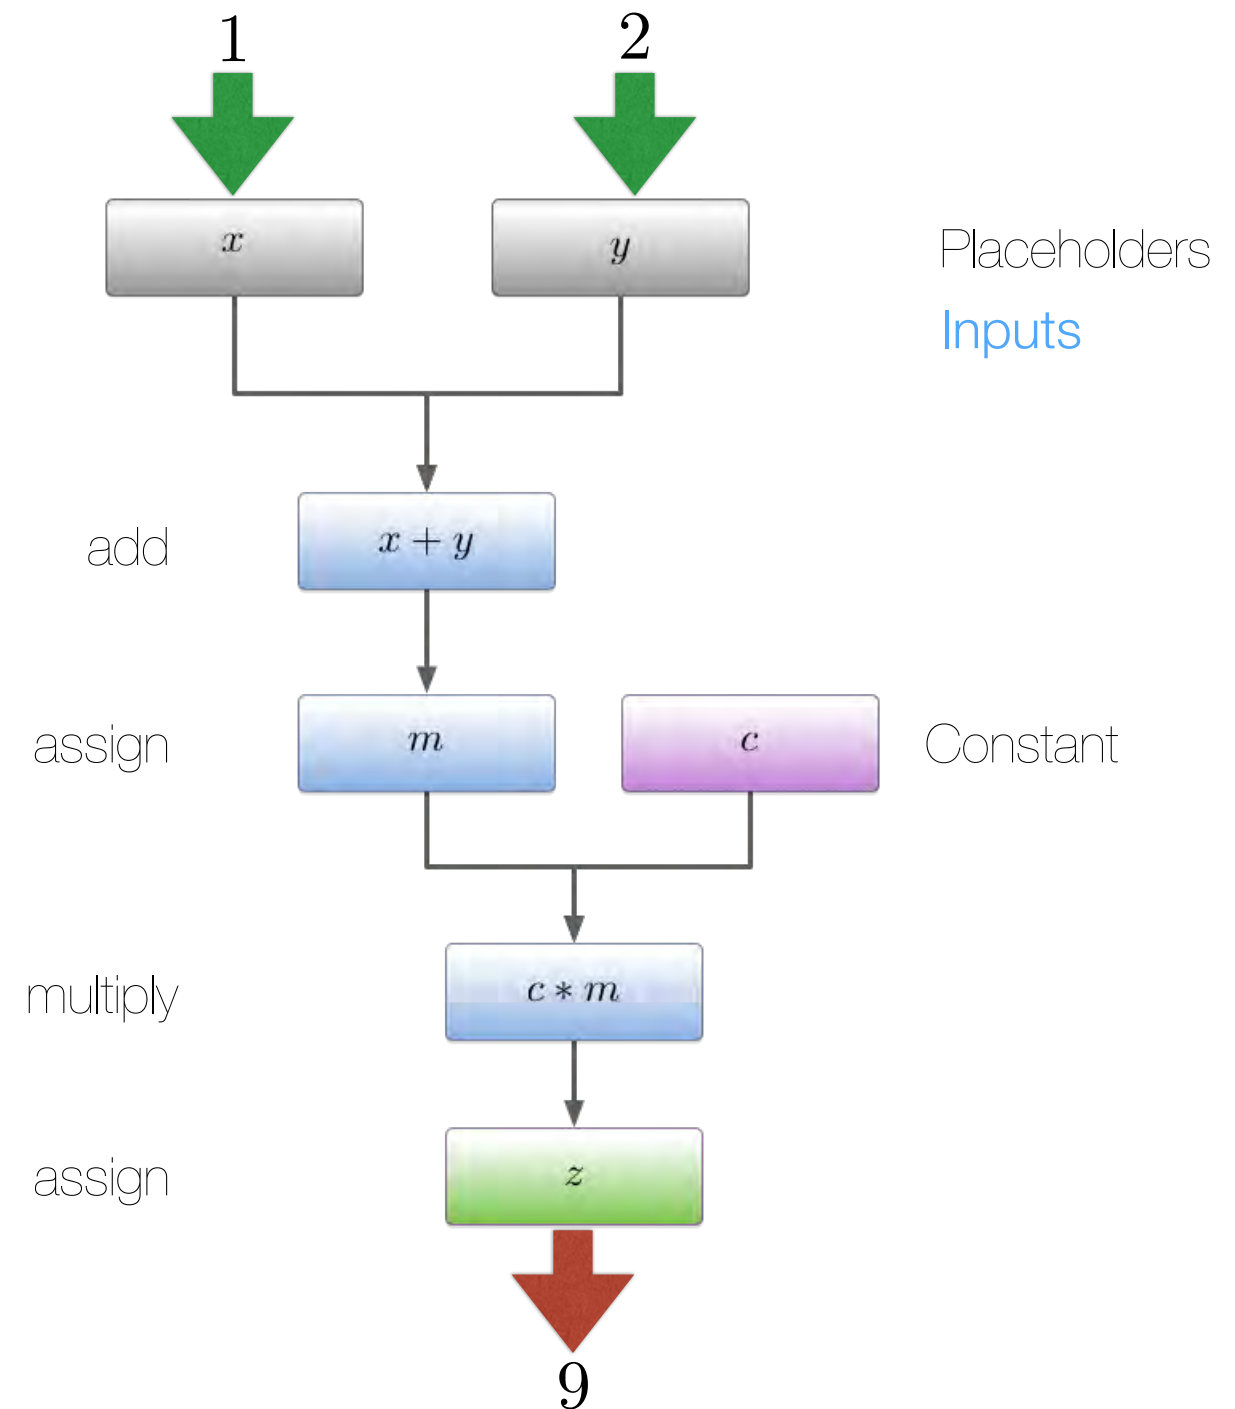 1 2
x y
Placeholders
Inputs
add x + y
assign m c Constant
multiply c * m
assign z
9